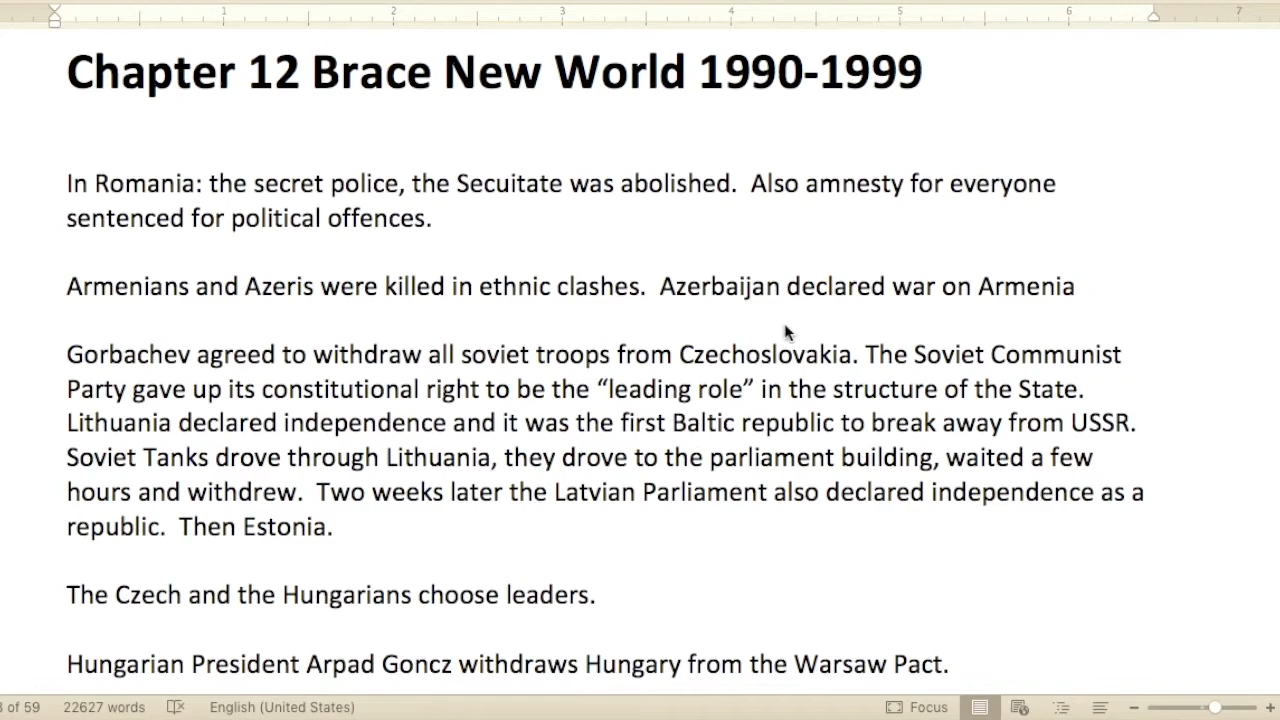 1 2 3 4 5 6 7
Chapter 12 Brace New World 1990-1999
In Romania: the secret police, the Secuitate was abolished.  Also amnesty for everyone
sentenced for political offences.
Armenians and Azeris were killed in ethnic clashes.  Azerbaijan declared war on Armenia
Gorbachev agreed to withdraw all soviet troops from Czechoslovakia. The Soviet Communist
Party gave up its constitutional right to be the “leading role” in the structure of the State.
Lithuania declared independence and it was the first Baltic republic to break away from USSR.
Soviet Tanks drove through Lithuania, they drove to the parliament building, waited a few
hours and withdrew.  Two weeks later the Latvian Parliament also declared independence as a
republic.  Then Estonia.
The Czech and the Hungarians choose leaders.
Hungarian President Arpad Goncz withdraws Hungary from the Warsaw Pact.
of 59 22627 words English (United States) Focus